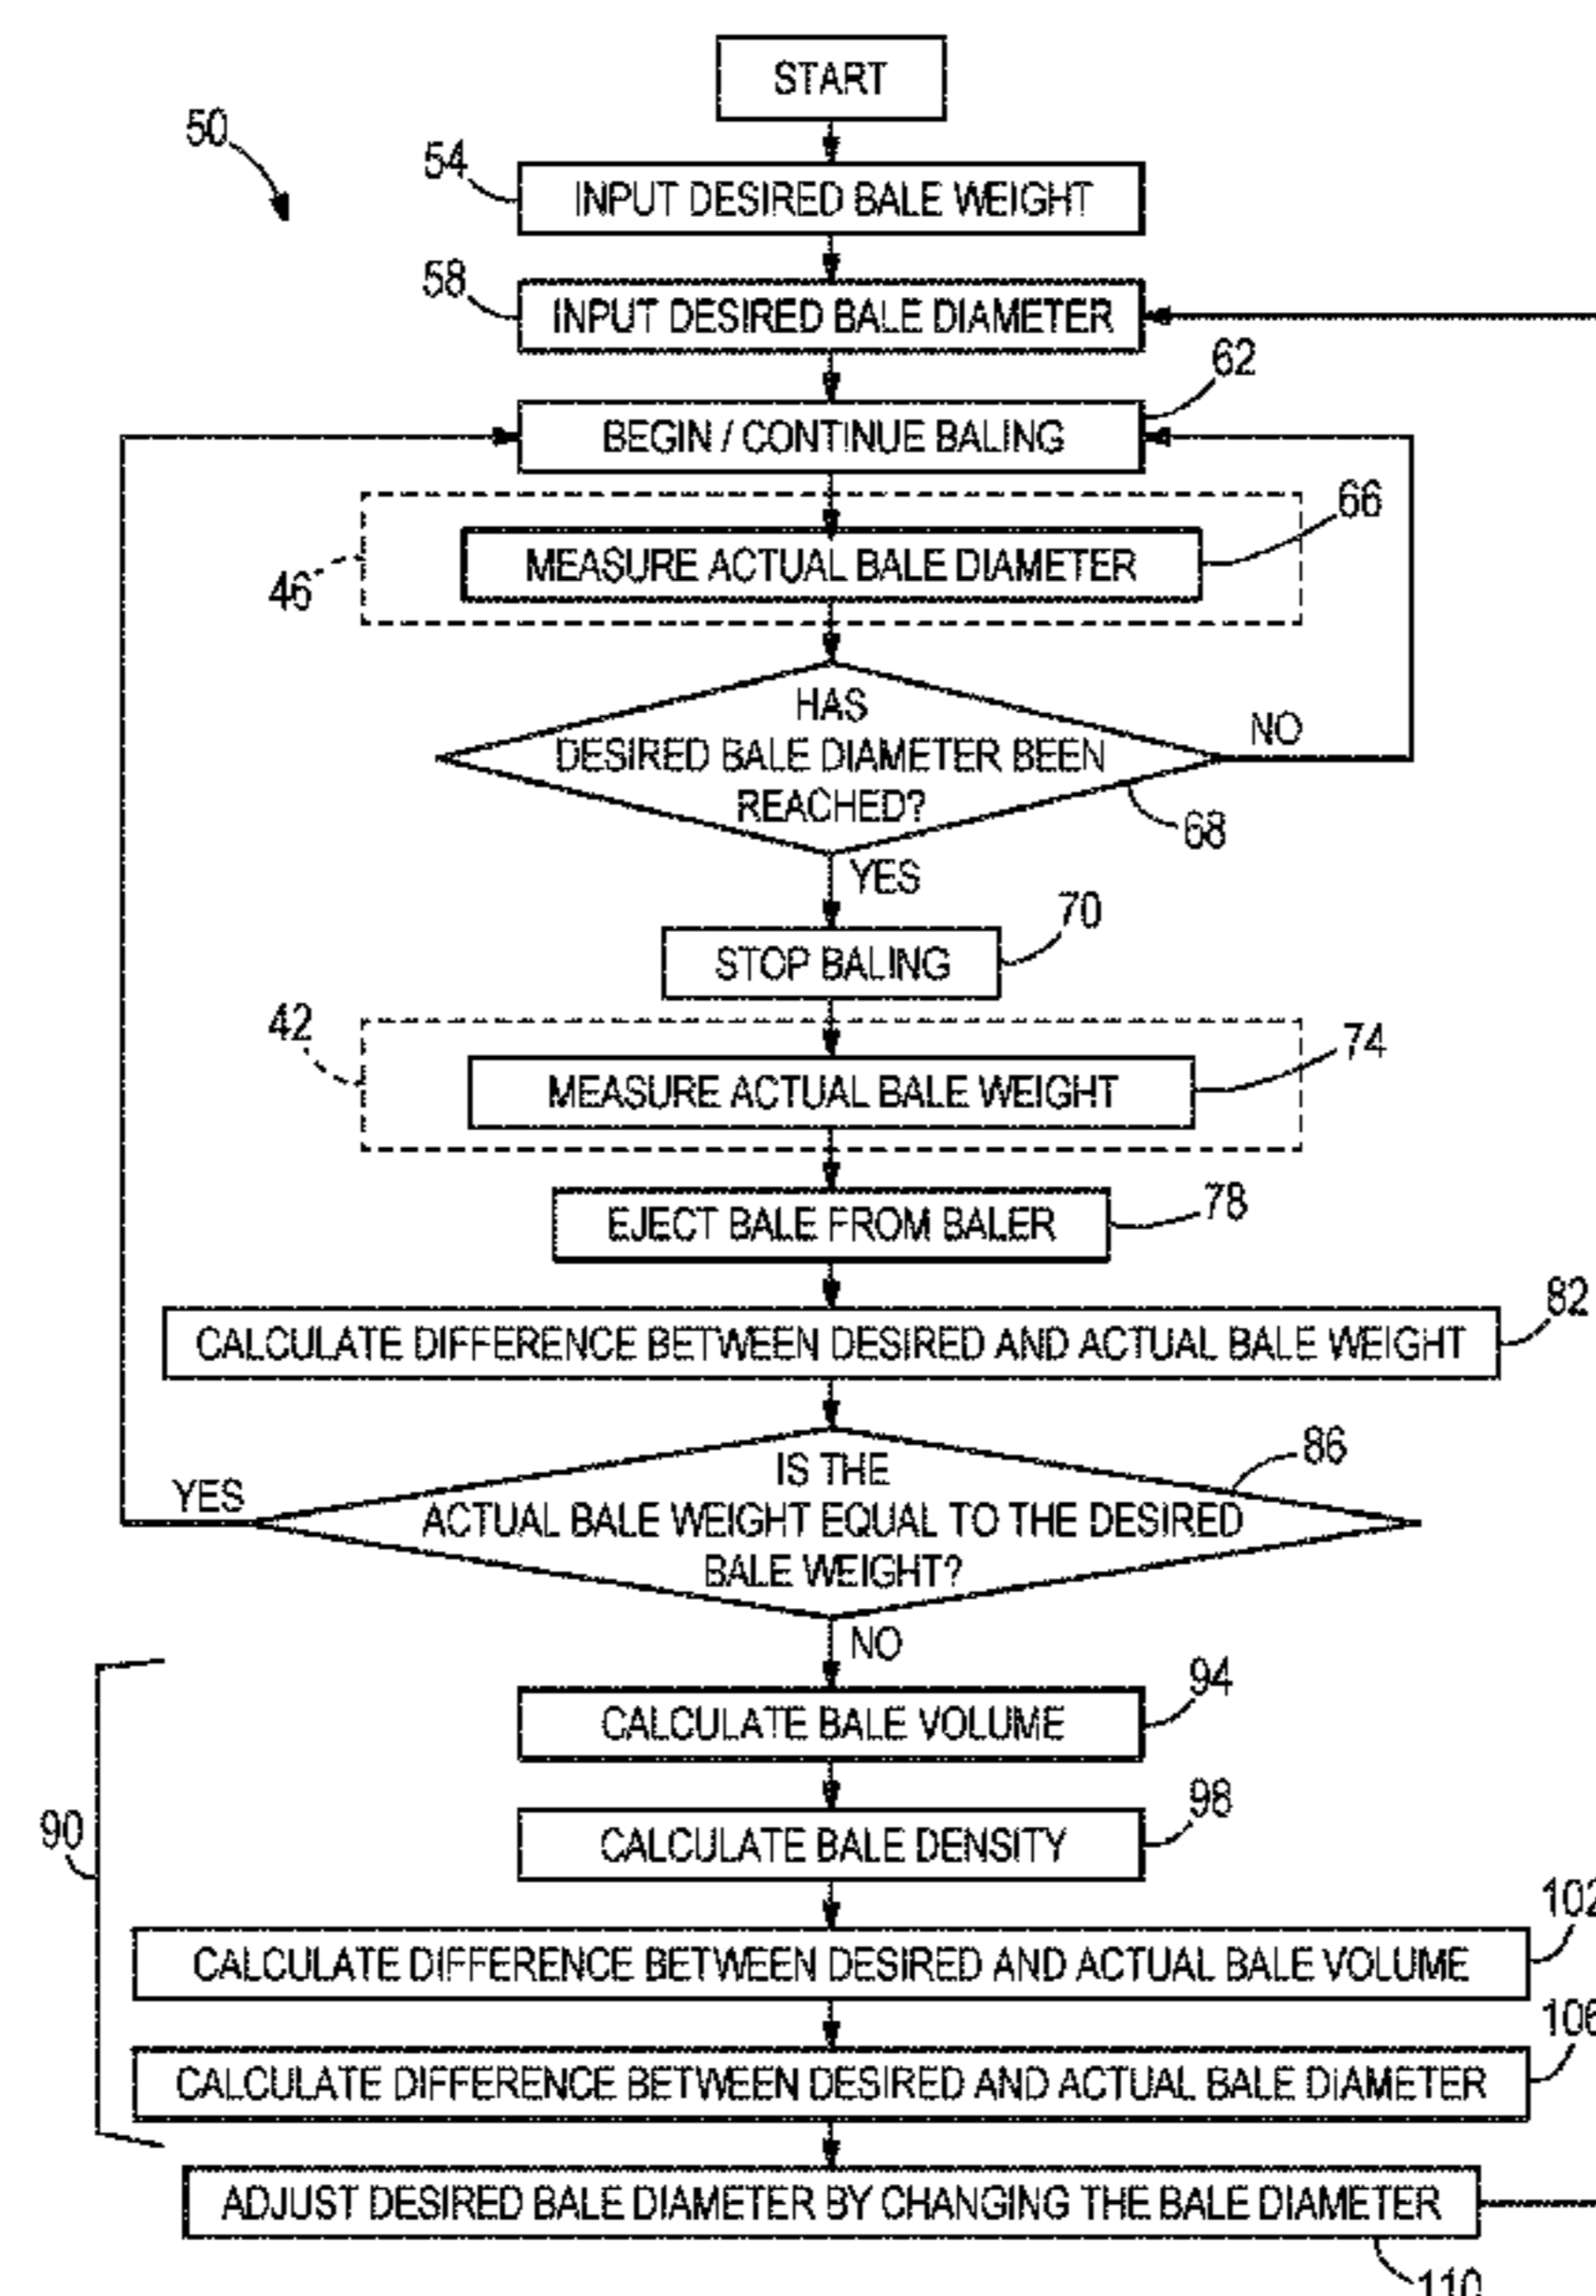 START
50
54
INPUT DESIRED BALE WEIGHT
58
INPUT DESIRED BALE DIAMETER
62
BEGIN / CONTINUE BALING
66
MEASURE ACTUAL BALE DIAMETER
46
HAS
DESIRED BALE DIAMETER BEEN
REACHED?
NO
68
YES
70
STOP BALING
42
74
MEASURE ACTUAL BALE WEIGHT
78
EJECT BALE FROM BALER
82
CALCULATE DIFFERENCE BETWEEN DESIRED AND ACTUAL BALE WEIGHT
86
YES
IS THE
ACTUAL BALE WEIGHT EQUAL TO THE DESIRED
BALE WEIGHT?
NO
94
CALCULATE BALE VOLUME
98
CALCULATE BALE DENSITY
90
102
CALCULATE DIFFERENCE BETWEEN DESIRED AND ACTUAL BALE VOLUME
106
CALCULATE DIFFERENCE BETWEEN DESIRED AND ACTUAL BALE DIAMETER
ADJUST DESIRED BALE DIAMETER BY CHANGING THE BALE DIAMETER
110